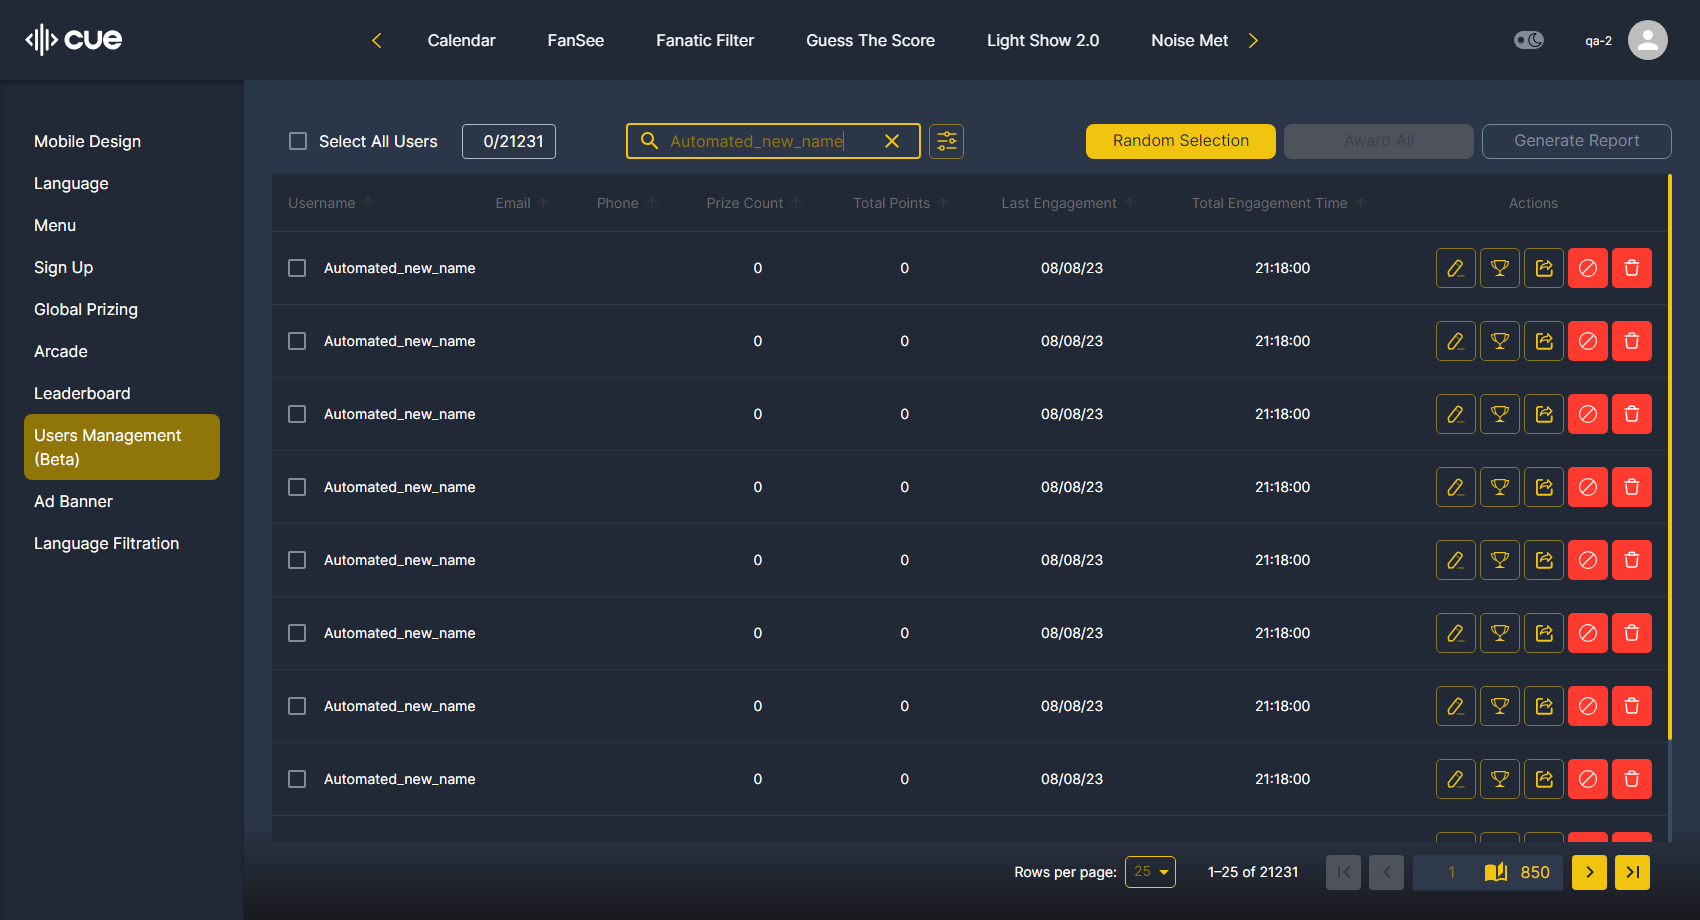 cue
Calendar FanSee Fanatic Filter Guess The Score Light Show 2.0 Noise Met
qa-2
Mobile Design
Language
Menu
Sign Up
Global Prizing
Arcade
Leaderboard
Users Management
(Beta)
Ad Banner
Language Filtration
Select All Users 0/21231 Automated_new_name Random Selection Award All Generate Report
Username Email Phone Prize Count Total Points Last Engagement Total Engagement Time Actions
Automated_new_name 0 0 08/08/23 21:18:00
Automated_new_name 0 0 08/08/23 21:18:00
Automated_new_name 0 0 08/08/23 21:18:00
Automated_new_name 0 0 08/08/23 21:18:00
Automated_new_name 0 0 08/08/23 21:18:00
Automated_new_name 0 0 08/08/23 21:18:00
Automated_new_name 0 0 08/08/23 21:18:00
Automated_new_name 0 0 08/08/23 21:18:00
Rows per page: 25 1–25 of 21231 1 850